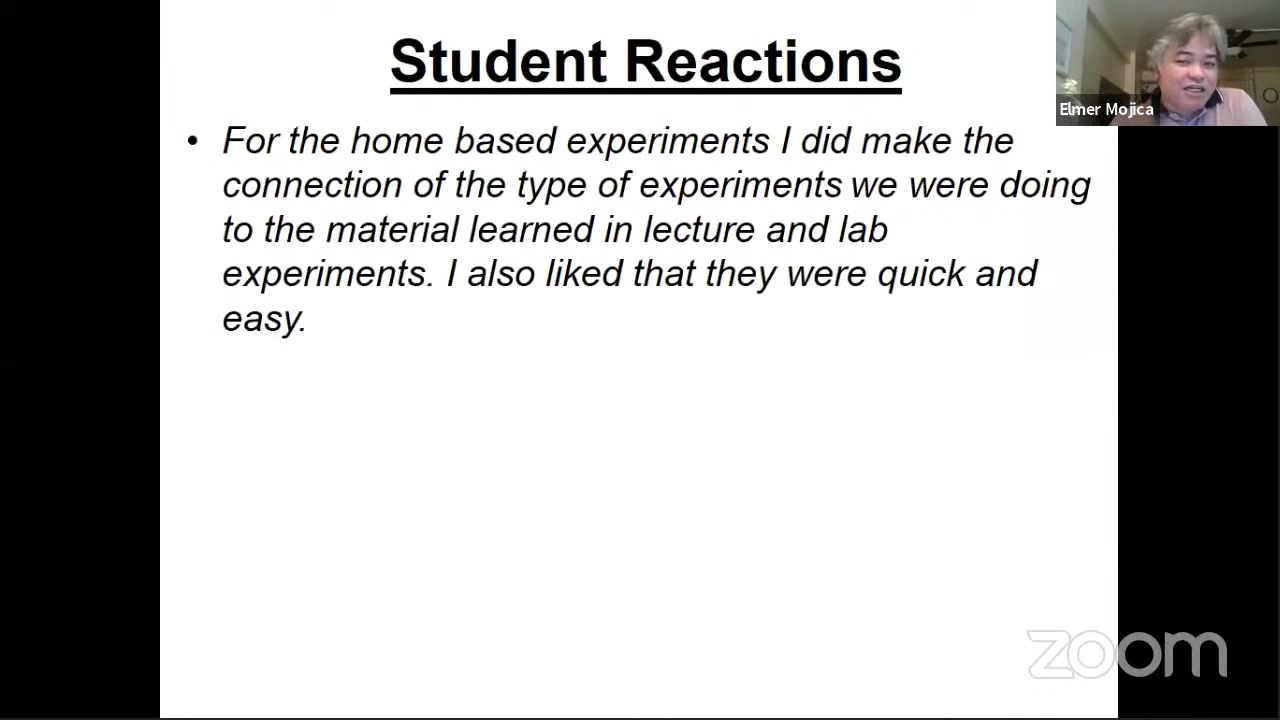 Student Reactions
Elmer Mojica
• For the home based experiments I did make the
connection of the type of experiments we were doing
to the material learned in lecture and lab
experiments. I also liked that they were quick and
easy.
zoom